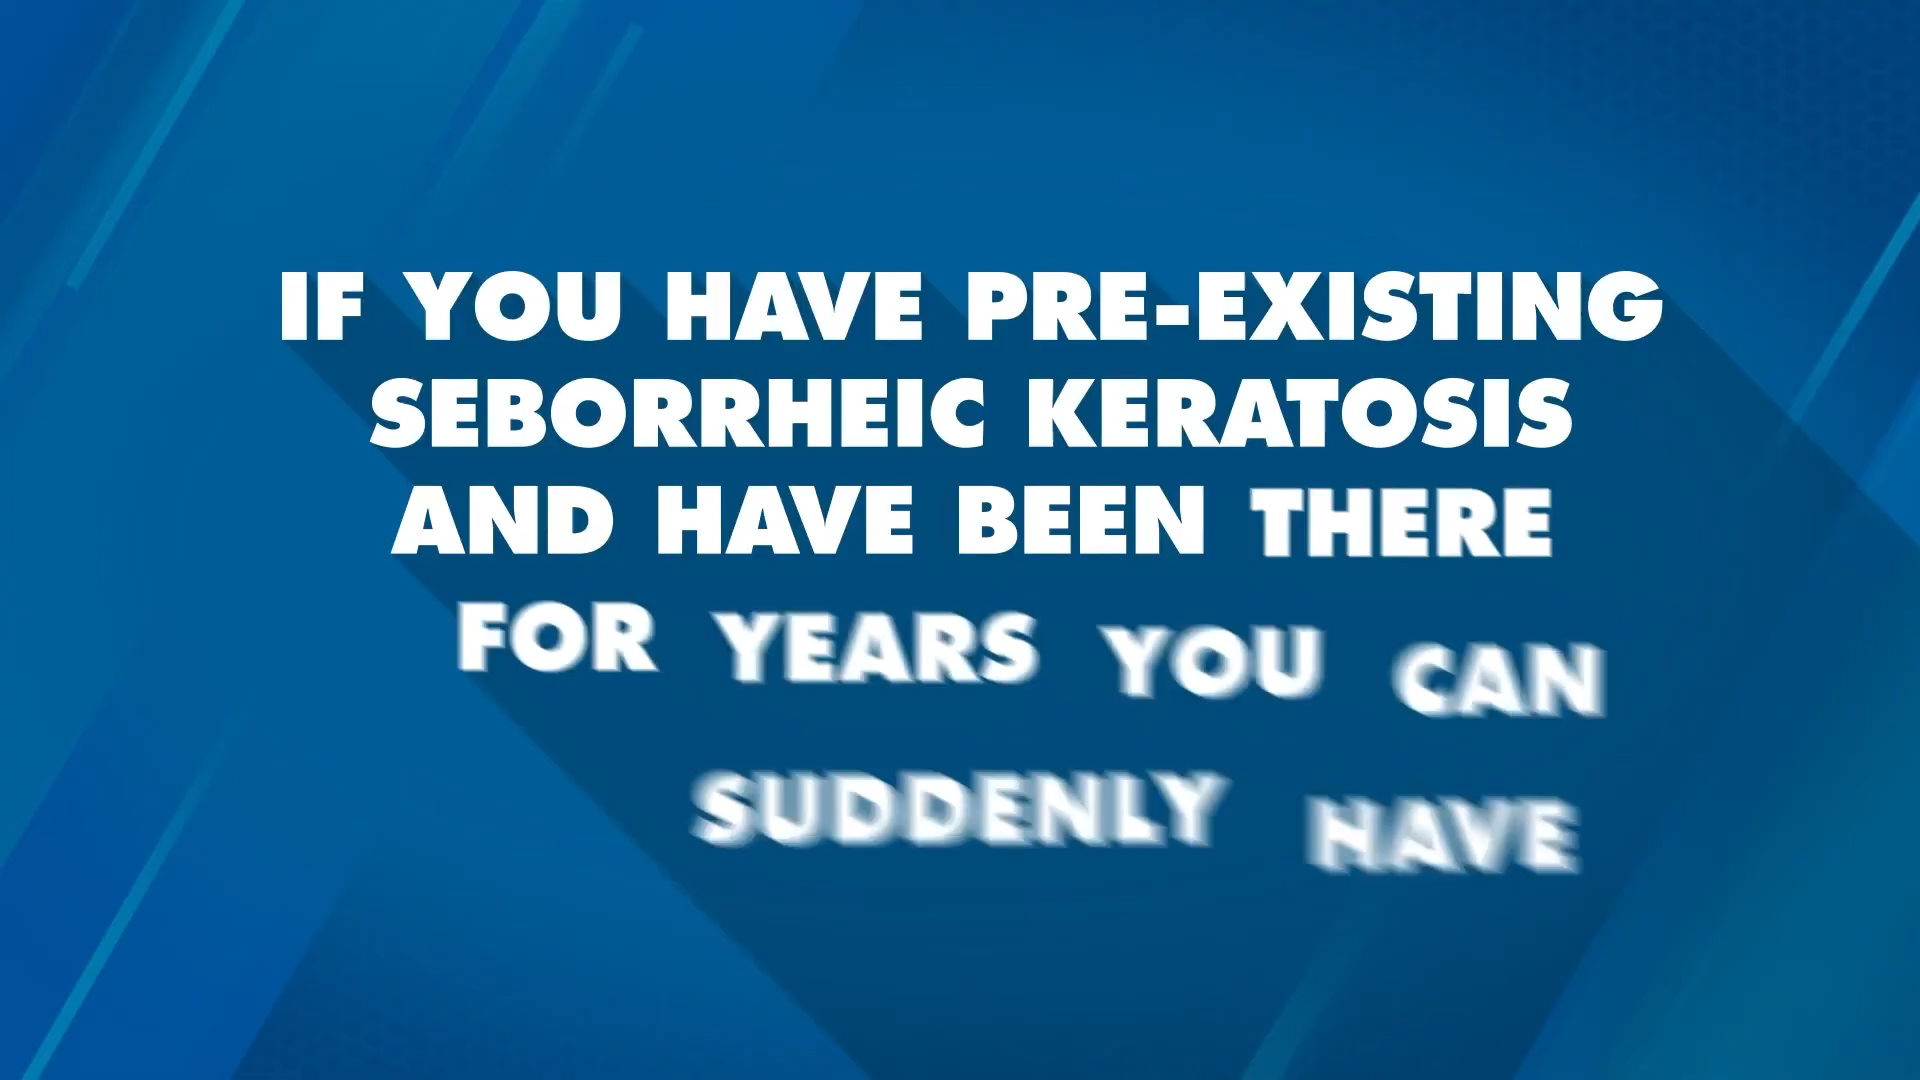 IF YOU HAVE PRE-EXISTING
SEBORRHEIC KERATOSIS
AND HAVE BEEN THERE
FOR YEARS YOU CAN
SUDDENLY HAVE